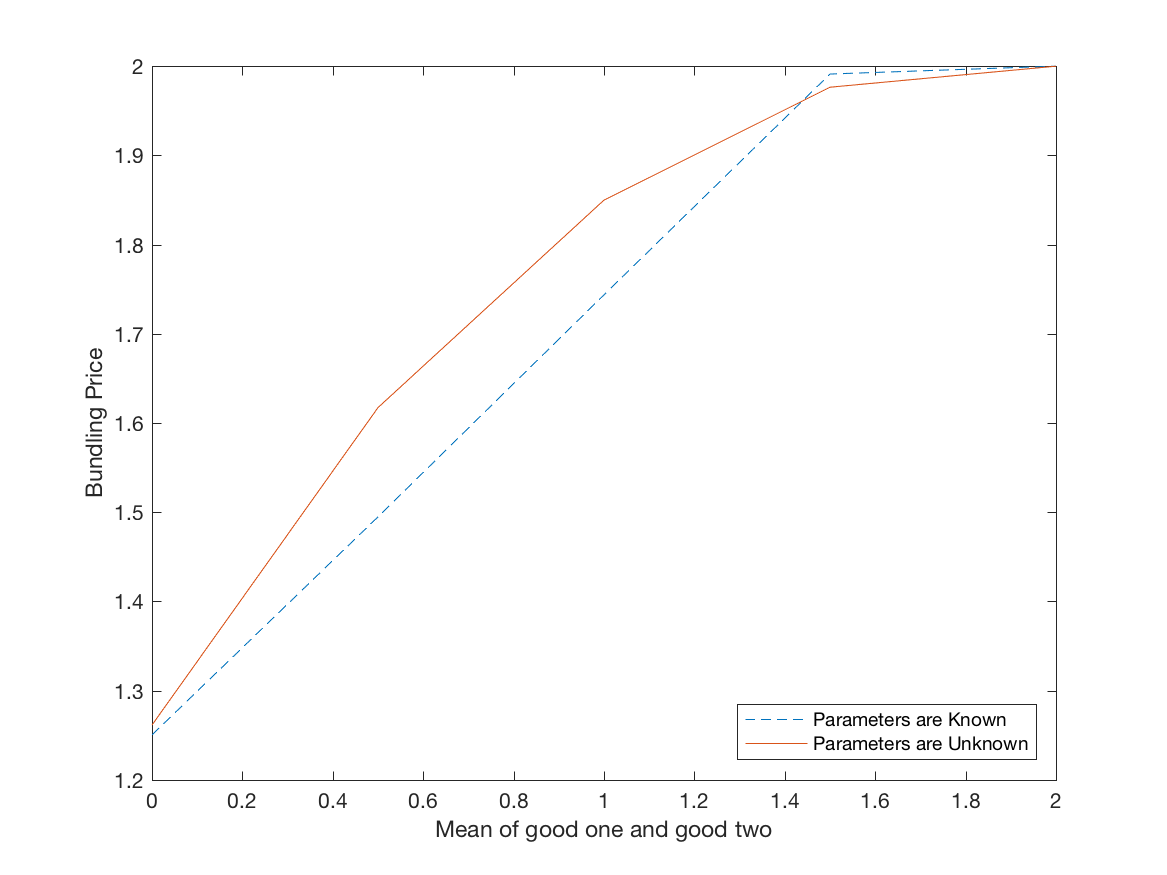 2
1.9
1.8
1.7
1.6
1.5
1.4
1.3
1.2
Bundling Price
Parameters are Known
Parameters are Unknown
0 0.2 0.4 0.6 0.8 1 1.2 1.4 1.6 1.8 2
Mean of good one and good two